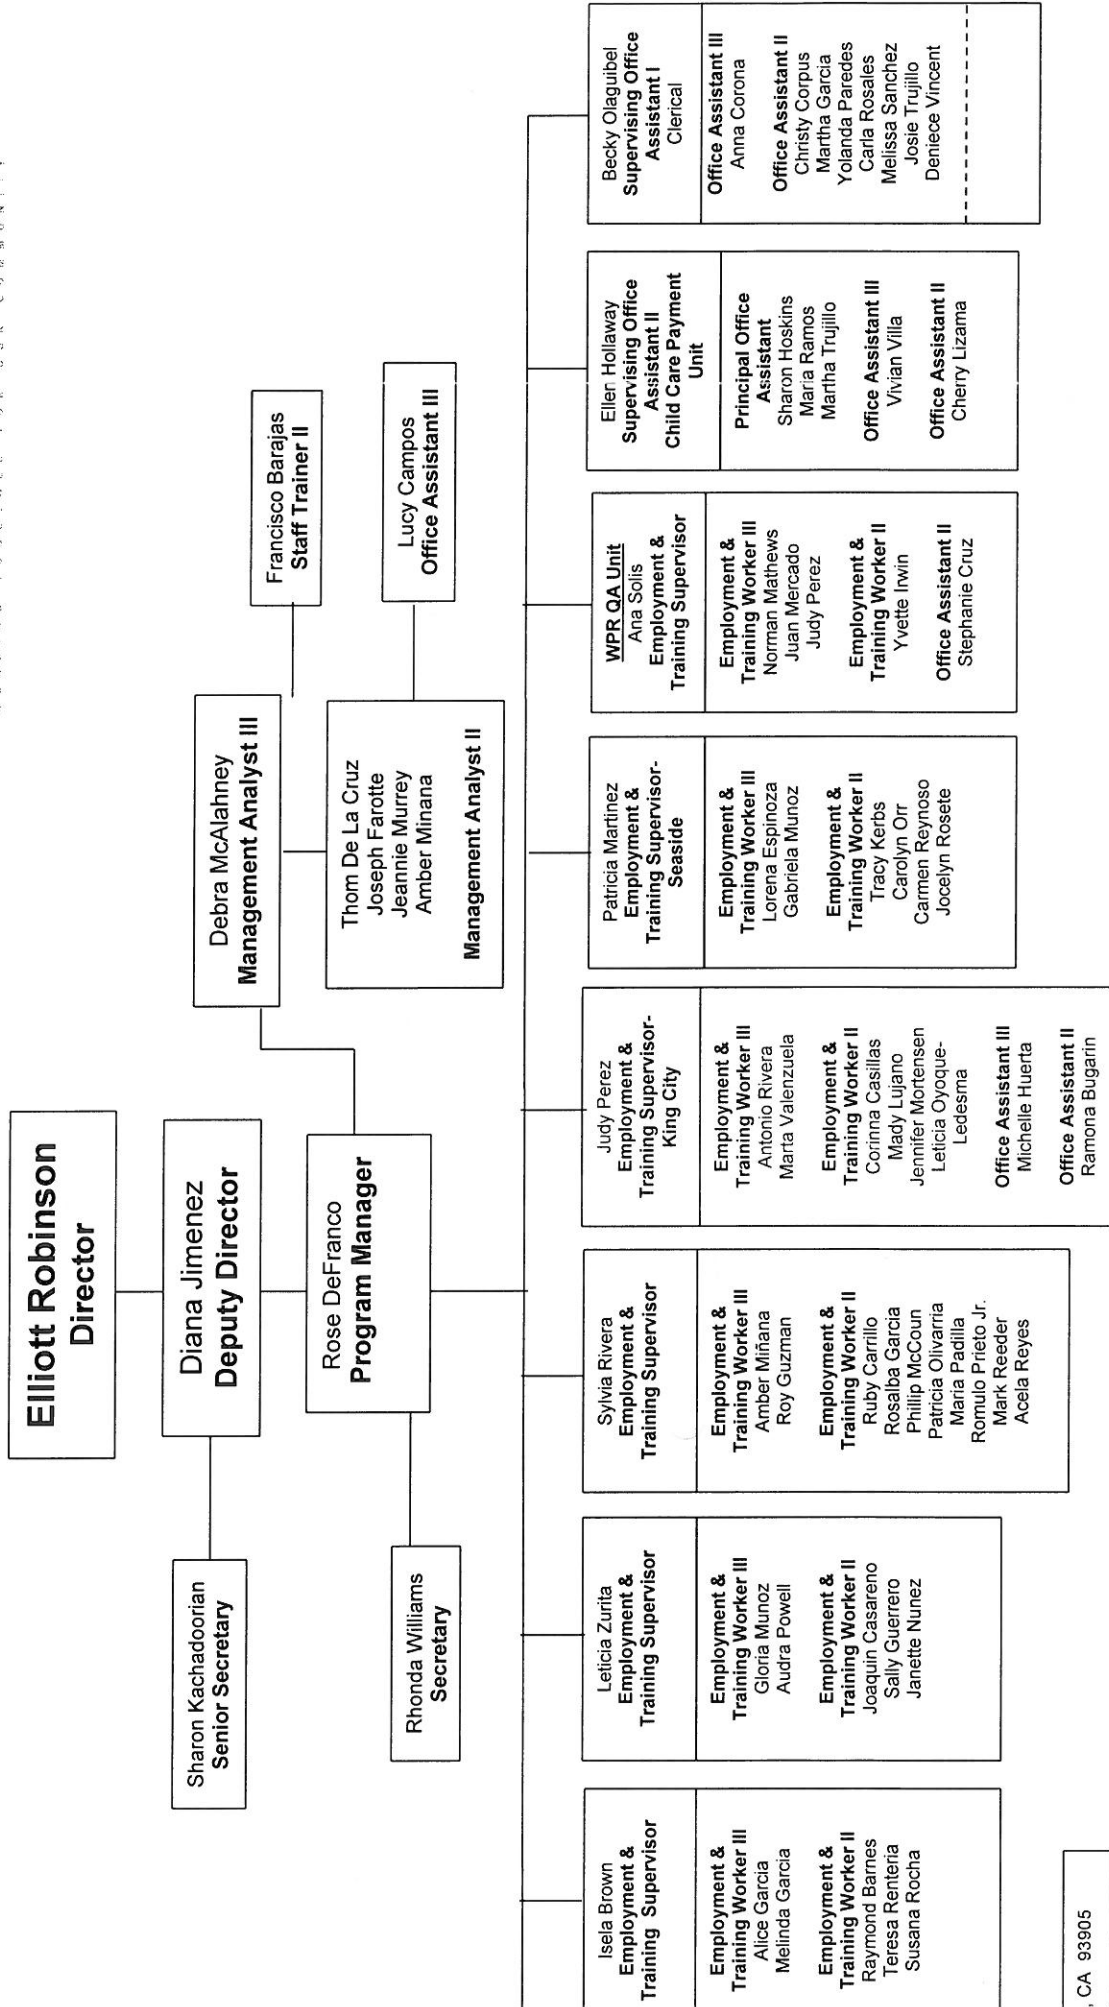 Elliott Robinson
Director
Sharon Kachadoorian
Senior Secretary
Diana Jimenez
Deputy Director
Debra McAlahney
Management Analyst III
Francisco Barajas
Staff Trainer II
Rhonda Williams
Secretary
Rose DeFranco
Program Manager
Thom De La Cruz
Joseph Farotte
Jeannie Murrey
Amber Minana
Management Analyst II
Lucy Campos
Office Assistant III
Isela Brown
Employment &
Training Supervisor
Employment &
Training Worker III
Alice Garcia
Melinda Garcia
Employment &
Training Worker II
Raymond Barnes
Teresa Renteria
Susana Rocha
Leticia Zurita
Employment &
Training Supervisor
Employment &
Training Worker III
Gloria Munoz
Audra Powell
Employment &
Training Worker II
Joaquin Casareno
Sally Guerrero
Janette Nunez
Sylvia Rivera
Employment &
Training Supervisor
Employment &
Training Worker III
Amber Miñana
Roy Guzman
Employment &
Training Worker II
Ruby Carrillo
Rosalba Garcia
Phillip McCoun
Patricia Olivarria
Maria Padilla
Romulo Prieto Jr.
Mark Reeder
Acela Reyes
Judy Perez
Employment &
Training Supervisor-
King City
Employment &
Training Worker III
Antonio Rivera
Marta Valenzuela
Employment &
Training Worker II
Corinna Casillas
Mady Lujano
Jennifer Mortensen
Leticia Oyoque-
Ledesma
Office Assistant III
Michelle Huerta
Office Assistant II
Ramona Bugarin
Patricia Martinez
Employment &
Training Supervisor-
Seaside
Employment &
Training Worker III
Lorena Espinoza
Gabriela Munoz
Employment &
Training Worker II
Tracy Kerbs
Carolyn Orr
Carmen Reynoso
Jocelyn Rosete
WPR QA Unit
Ana Solis
Employment &
Training Supervisor
Employment &
Training Worker III
Norman Mathews
Juan Mercado
Judy Perez
Employment &
Training Worker II
Yvette Irwin
Office Assistant II
Stephanie Cruz
Ellen Hollaway
Supervising Office
Assistant II
Child Care Payment
Unit
Principal Office
Assistant
Sharon Hoskins
Maria Ramos
Martha Trujillo
Office Assistant III
Vivian Villa
Office Assistant II
Cherry Lizama
Becky Olaguibel
Supervising Office
Assistant I
Clerical
Office Assistant III
Anna Corona
Office Assistant II
Christy Corpus
Martha Garcia
Yolanda Paredes
Carla Rosales
Melissa Sanchez
Josie Trujillo
Deniece Vincent
, CA 93905